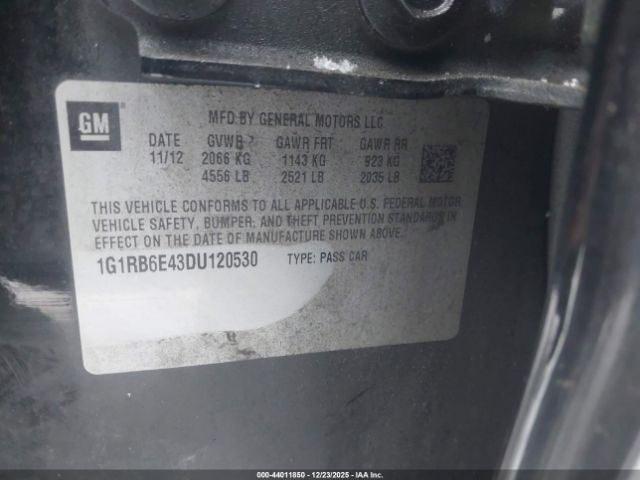 GM
MFD BY GENERAL MOTORS LLC
DATE GVWR GAWR FRT GAWR RR
11/12 2066 KG 1143 KG 923 KG
4556 LB 2521 LB 2035 LB
THIS VEHICLE CONFORMS TO ALL APPLICABLE U.S. FEDERAL MOTOR
VEHICLE SAFETY, BUMPER, AND THEFT PREVENTION STANDARDS IN
EFFECT ON THE DATE OF MANUFACTURE SHOWN ABOVE.
1G1RB6E43DU120530 TYPE: PASS CAR
44011850 - 12/23/2025 - IAA1